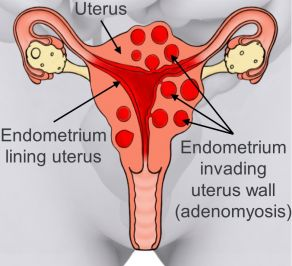 Uterus
Endometrium
lining uterus
Endometrium
invading
uterus wall
(adenomyosis)